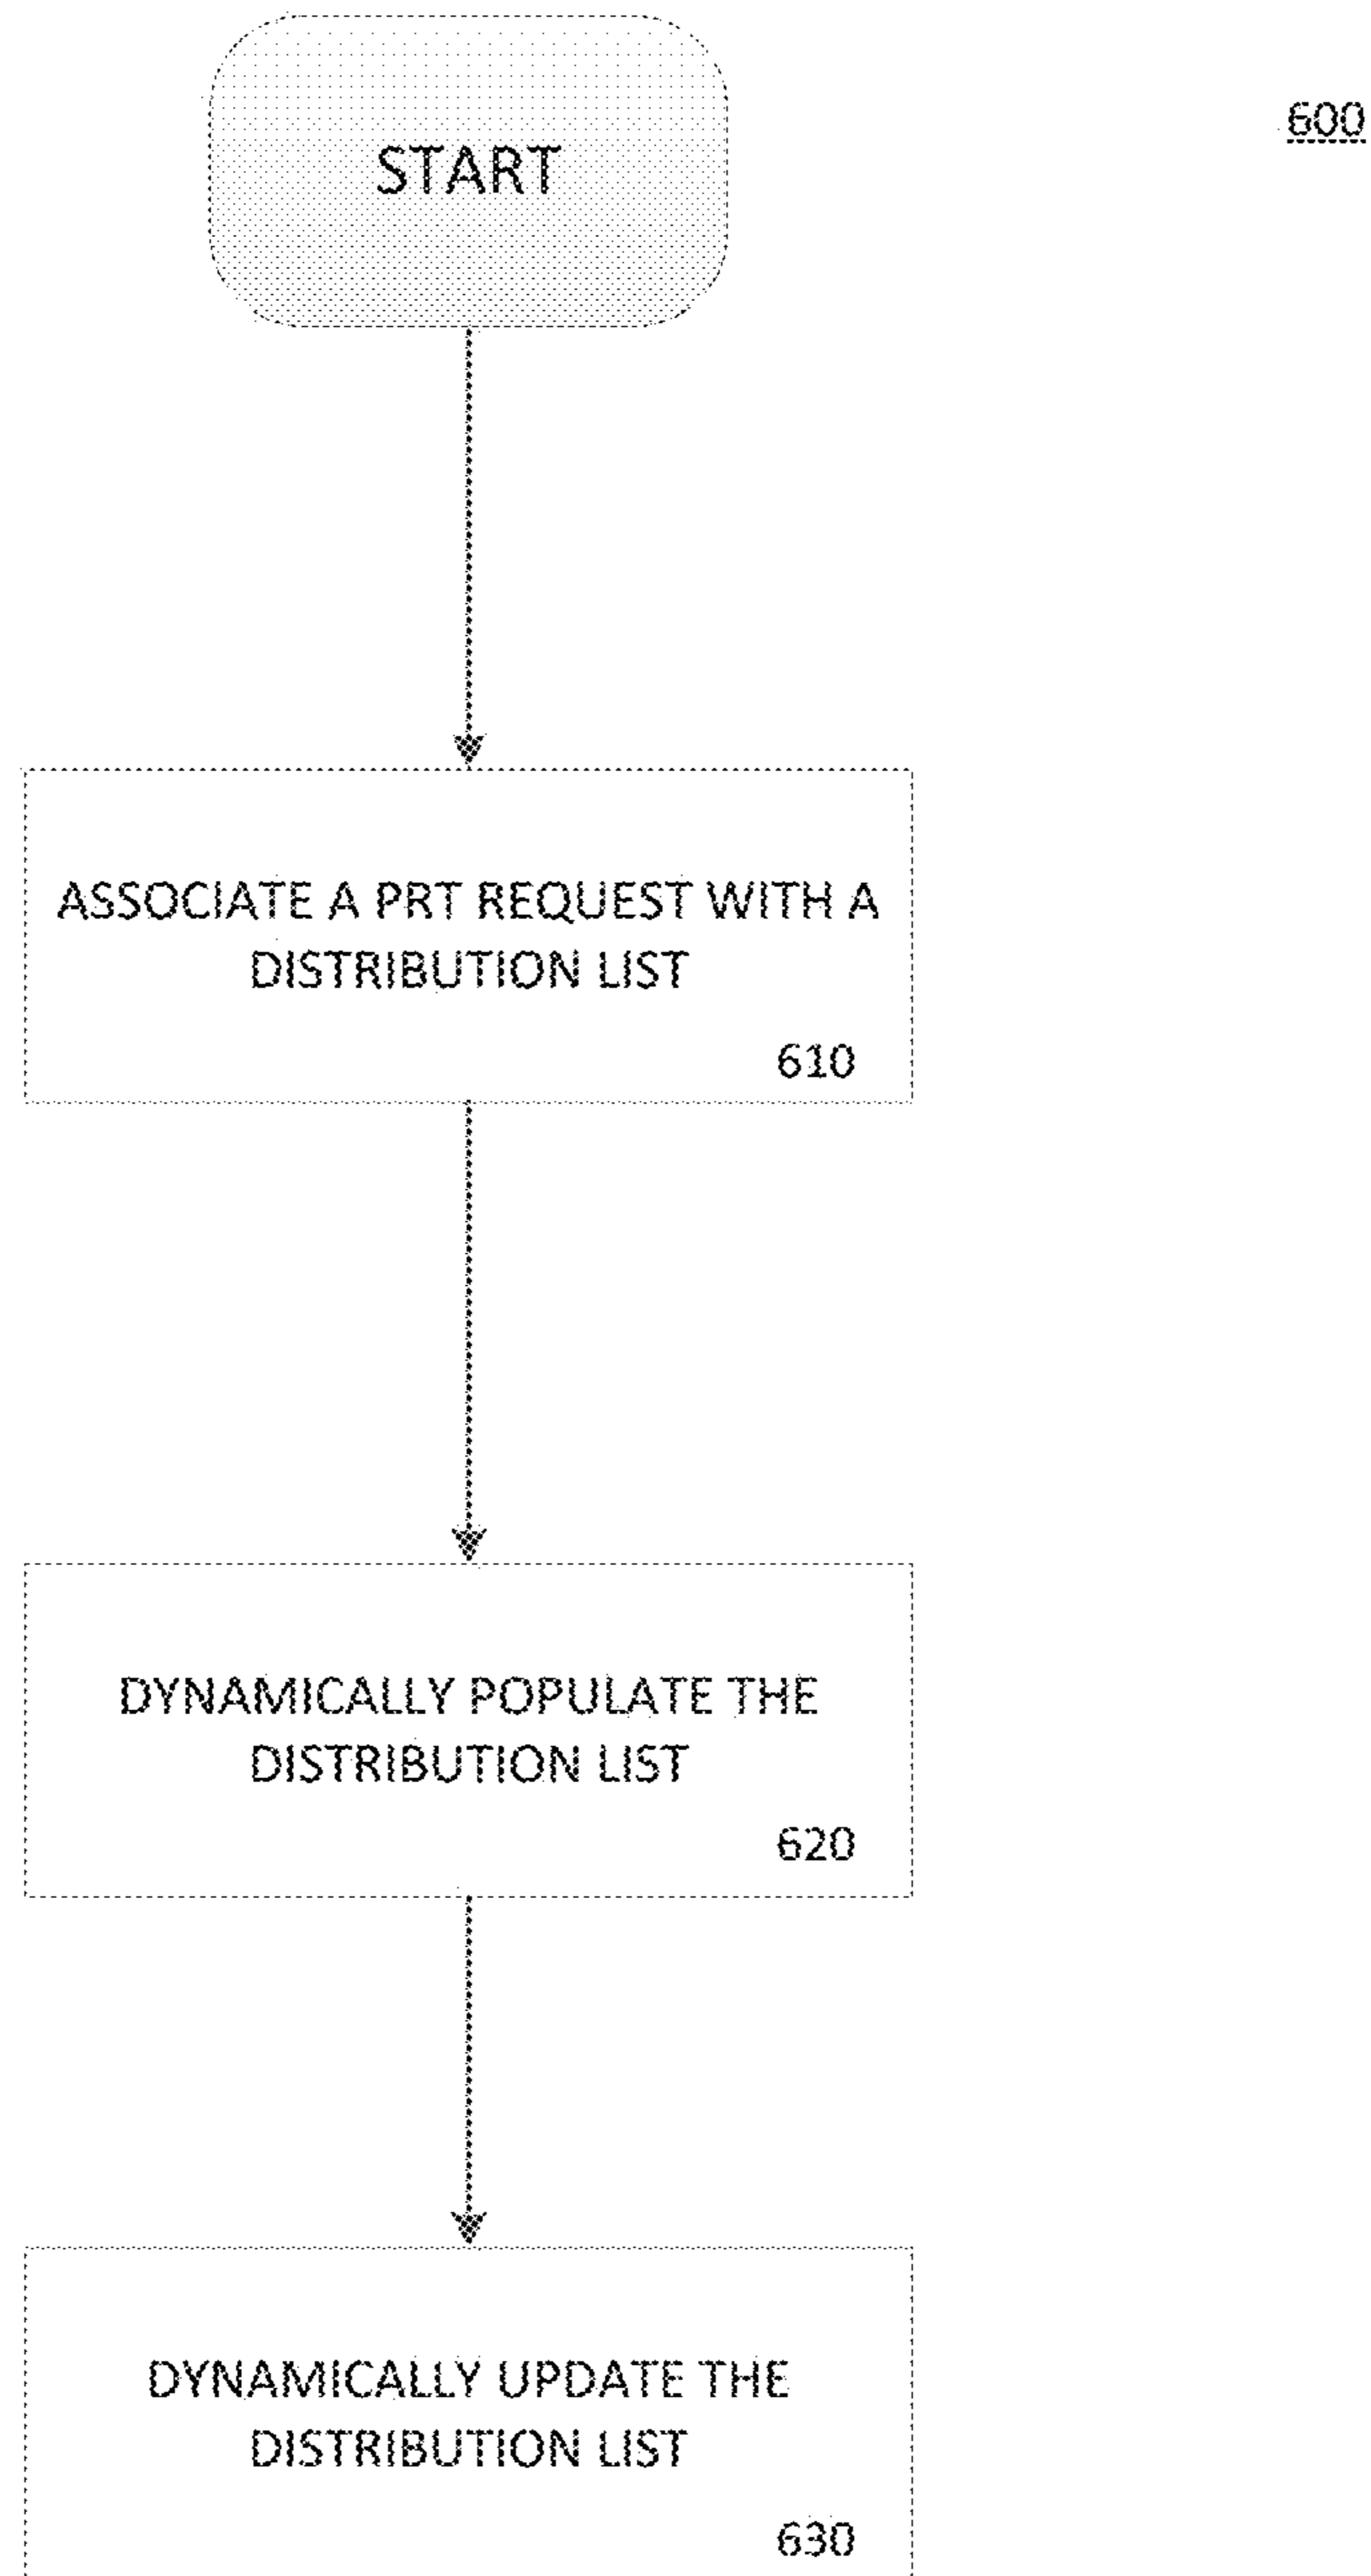 START
600
ASSOCIATE A PRT REQUEST WITH A
DISTRIBUTION LIST
610
DYNAMICALLY POPULATE THE
DISTRIBUTION LIST
620
DYNAMICALLY UPDATE THE
DISTRIBUTION LIST
630